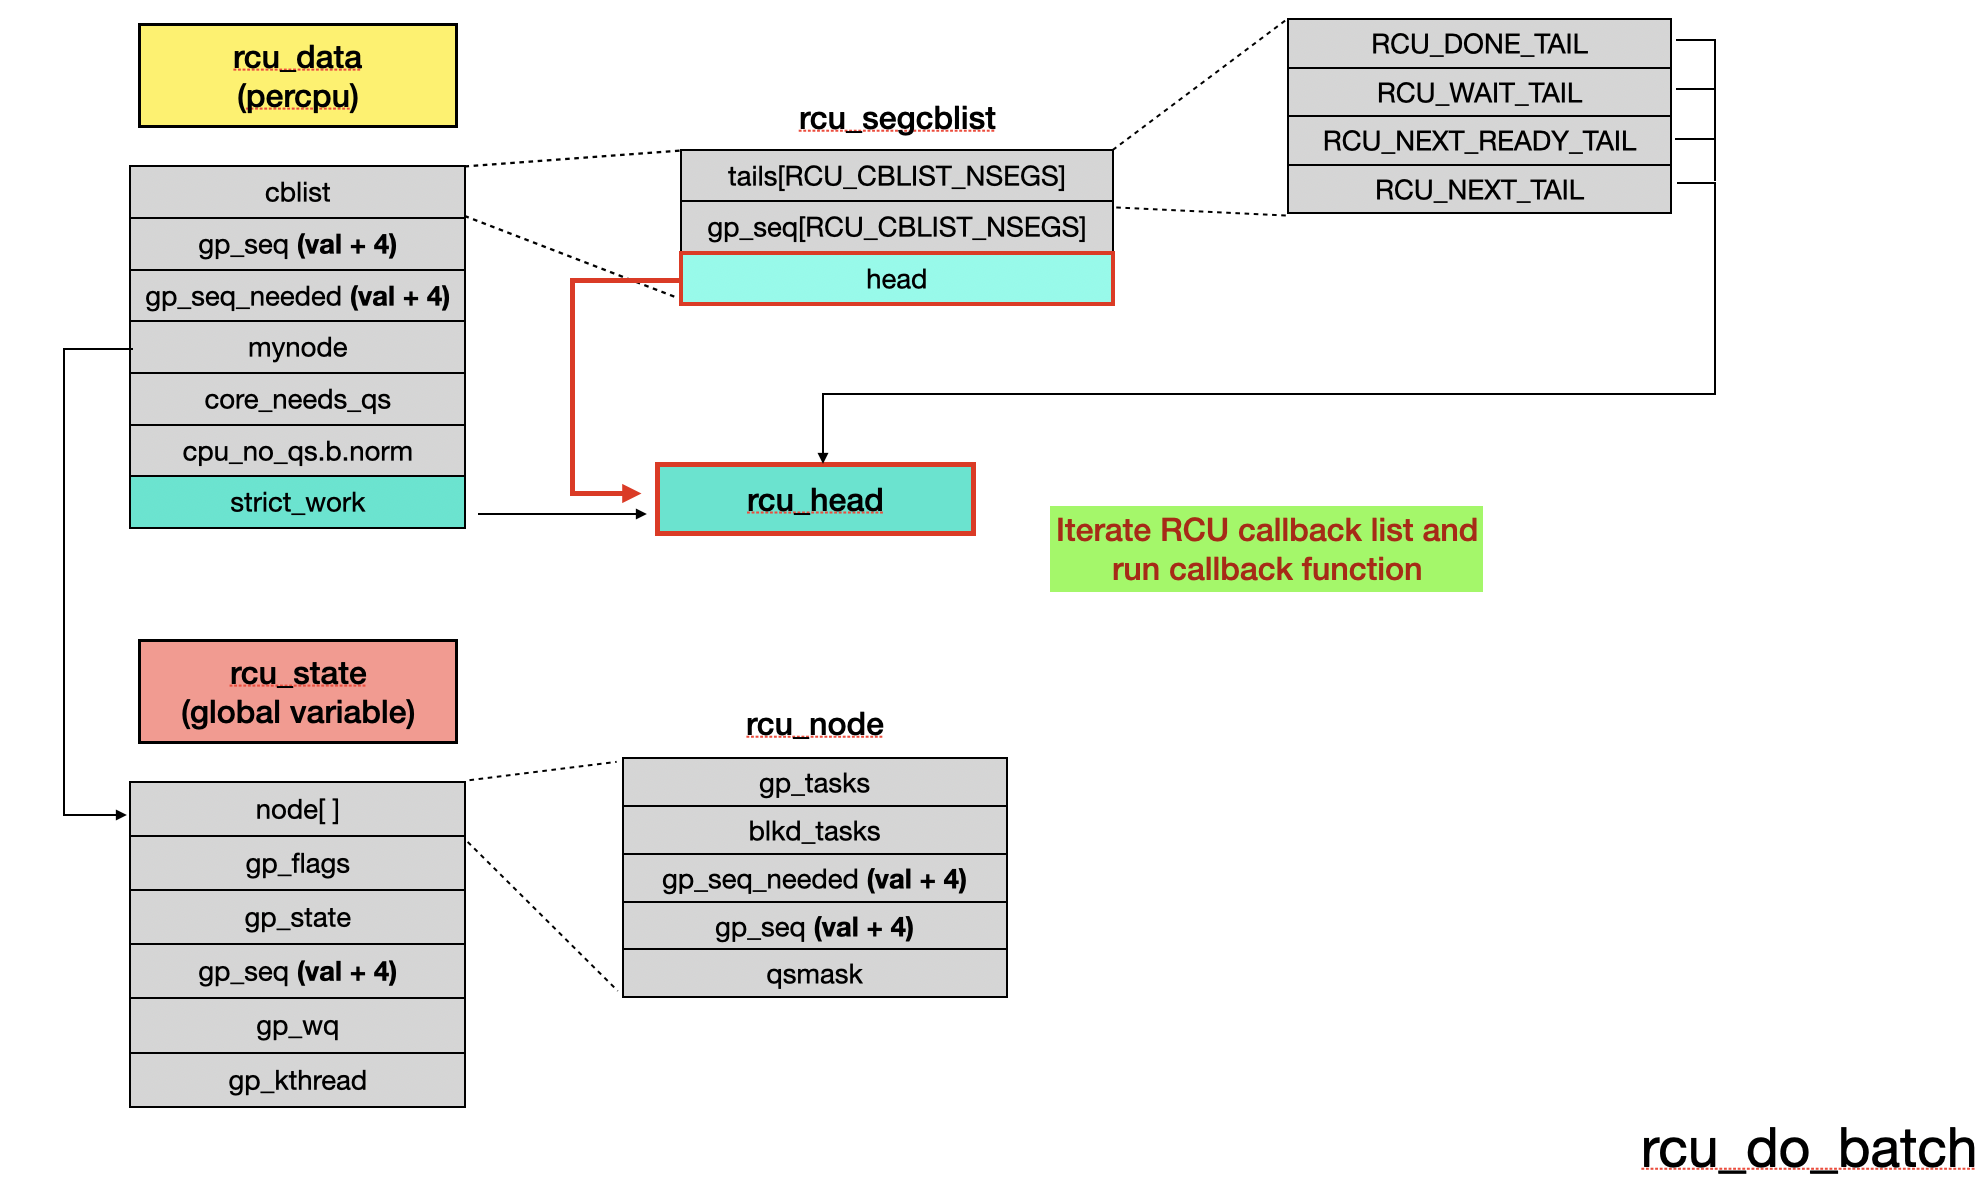 rcu_data
(percpu)
cblist
gp_seq (val + 4)
gp_seq_needed (val + 4)
mynode
core_needs_qs
cpu_no_qs.b.norm
strict_work
rcu_segcblist
tails[RCU_CBLIST_NSEGS]
gp_seq[RCU_CBLIST_NSEGS]
head
RCU_DONE_TAIL
RCU_WAIT_TAIL
RCU_NEXT_READY_TAIL
RCU_NEXT_TAIL
rcu_head
Iterate RCU callback list and
run callback function
rcu_state
(global variable)
node[ ]
gp_flags
gp_state
gp_seq (val + 4)
gp_wq
gp_kthread
rcu_node
gp_tasks
blkd_tasks
gp_seq_needed (val + 4)
gp_seq (val + 4)
qsmask
rcu_do_batch